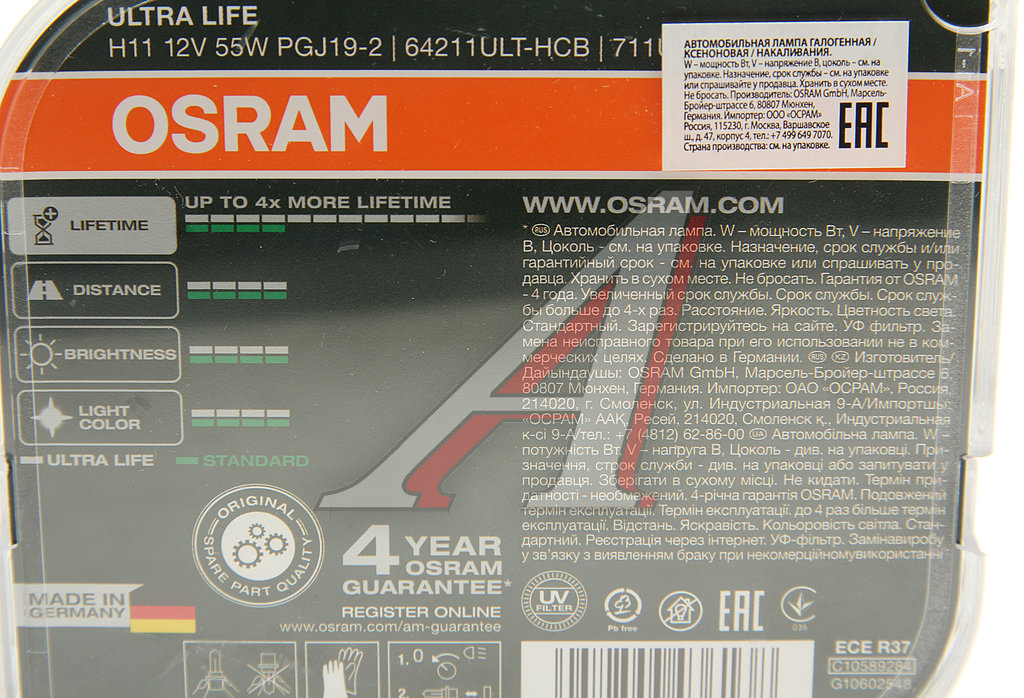 ULTRA LIFE
H11 12V 55W PGJ19-2 | 64211ULT-HCB | 711U
АВТОМОБИЛЬНАЯ ЛАМПА ГАЛОГЕННАЯ /
КСЕНОНОВАЯ / НАКАЛИВАНИЯ.
W – мощность Вт, V – напряжение В, цоколь – см. на
упаковке. Назначение, срок службы – см. на упаковке
или спрашивайте у продавца. Хранить в сухом месте.
Не бросать. Производитель: OSRAM GmbH, Марсель-
Бройер-штрассе 6, 80807 Мюнхен,
Германия. Импортер: ООО «ОСРАМ»
Россия, 115230, г. Москва, Варшавское
ш., д. 47, корпус 4, тел.: +7 499 649 7070.
Страна производства: см. на упаковке.
EAC
OSRAM
UP TO 4x MORE LIFETIME
LIFETIME
DISTANCE
BRIGHTNESS
LIGHT
COLOR
ULTRA LIFE STANDARD
WWW.OSRAM.COM
* RUS Автомобильная лампа. W – мощность Вт, V – напряжение
В, Цоколь - см. на упаковке. Назначение, срок службы и/или
гарантийный срок - см. на упаковке или спрашивать у про-
давца. Хранить в сухом месте. Не бросать. Гарантия от OSRAM
- 4 года. Увеличенный срок службы. Срок службы. Срок служ-
бы больше до 4-х раз. Расстояние. Яркость. Цветность света.
Стандартный. Зарегистрируйтесь на сайте. УФ фильтр. За-
мена неисправного товара при его использовании не в ком-
мерческих целях. Сделано в Германии. RUS KZ Изготовитель/
Дайындаушы: OSRAM GmbH, Марсель-Бройер-штрассе 6,
80807 Мюнхен, Германия. Импортер: ОАО «ОСРАМ», Россия,
214020, г. Смоленск, ул. Индустриальная 9-А/Импортшы:
«ОСРАМ» ААҚ, Ресей, 214020, Смоленск қ., Индустриальная
к-сі 9-А/тел.: +7 (4812) 62-86-00 UA Автомобільна лампа. W –
потужність Вт, V – напруга В, Цоколь - див. на упаковці. При-
значення, строк служби - див. на упаковці або запитувати у
продавця. Зберігати в сухому місці. Не кидати. Термін при-
датності - необмежений. 4-річна гарантія OSRAM. Подовжений
термін експлуатації. Термін експлуатації. до 4 раз більше термін
експлуатації. Відстань. Яскравість. Кольоровість світла. Стан-
дартний. Реєстрація через інтернет. УФ-фільтр. Замінавиробу
у зв'язку з виявленням браку при некомерційномувикористанні
ORIGINAL
SPARE PART QUALITY
4 YEAR
OSRAM
GUARANTEE*
REGISTER ONLINE
www.osram.com/am-guarantee
MADE IN
GERMANY
UV
FILTER
Pb free
EAC
036
ECE R37
C10589284
G10602548
1. 0
2.